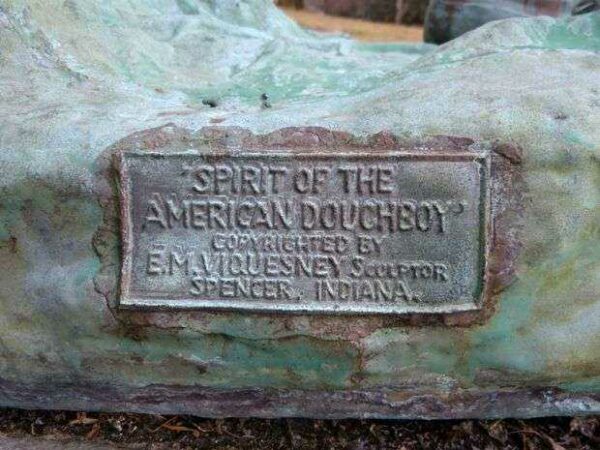 "SPIRIT OF THE
AMERICAN DOUGHBOY"
COPYRIGHTED BY
E.M.VIQUESNEY SCULPTOR
SPENCER, INDIANA.